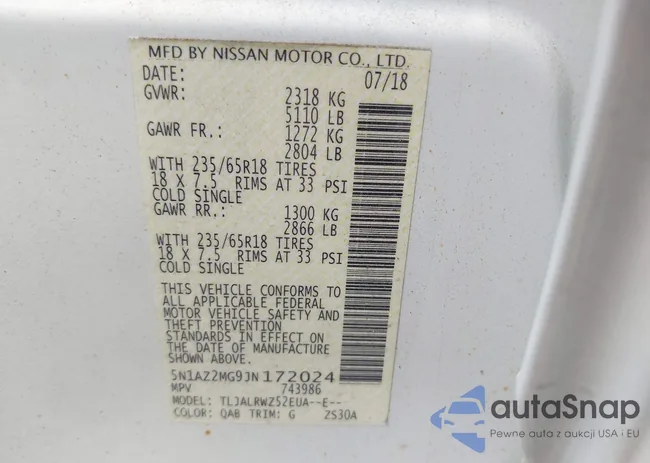 MFD BY NISSAN MOTOR CO., LTD.
DATE: 07/18
GVWR: 2318 KG
5110 LB
GAWR FR.: 1272 KG
2804 LB
WITH 235/65R18 TIRES
18 X 7.5 RIMS AT 33 PSI
COLD SINGLE
GAWR RR.: 1300 KG
2866 LB
WITH 235/65R18 TIRES
18 X 7.5 RIMS AT 33 PSI
COLD SINGLE
THIS VEHICLE CONFORMS TO
ALL APPLICABLE FEDERAL
MOTOR VEHICLE SAFETY AND
THEFT PREVENTION
STANDARDS IN EFFECT ON
THE DATE OF MANUFACTURE
SHOWN ABOVE.
5N1AZ2MG9JN172024
MPV 743986
MODEL: TLJALRWZ52EUA--E--
COLOR: QAB TRIM: G ZS30A
autoSnap
Pewne auta z aukcji USA i EU